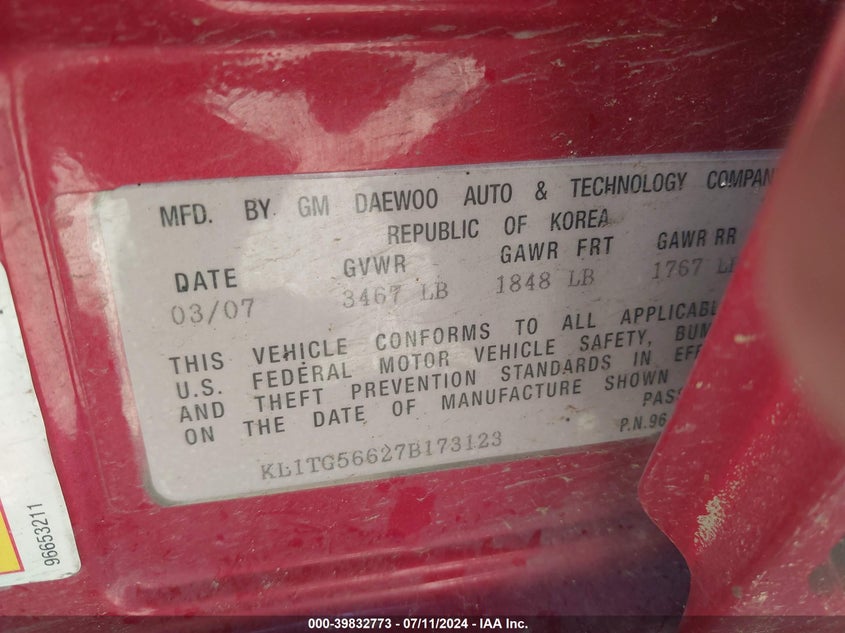 MFD. BY GM DAEWOO AUTO & TECHNOLOGY
REPUBLIC OF KOREA
DATE GVWR GAWR FRT GAWR RR
03/07 3467 LB 1848 LB 1767
THIS VEHICLE CONFORMS TO ALL
U.S. FEDERAL MOTOR VEHICLE SAFETY,
AND THEFT PREVENTION STANDARDS IN
ON THE DATE OF MANUFACTURE SHOWN
P.N.96
KL1TG56627B173123
96653211
000-39832773 - 07/11/2024 - IAA Inc.